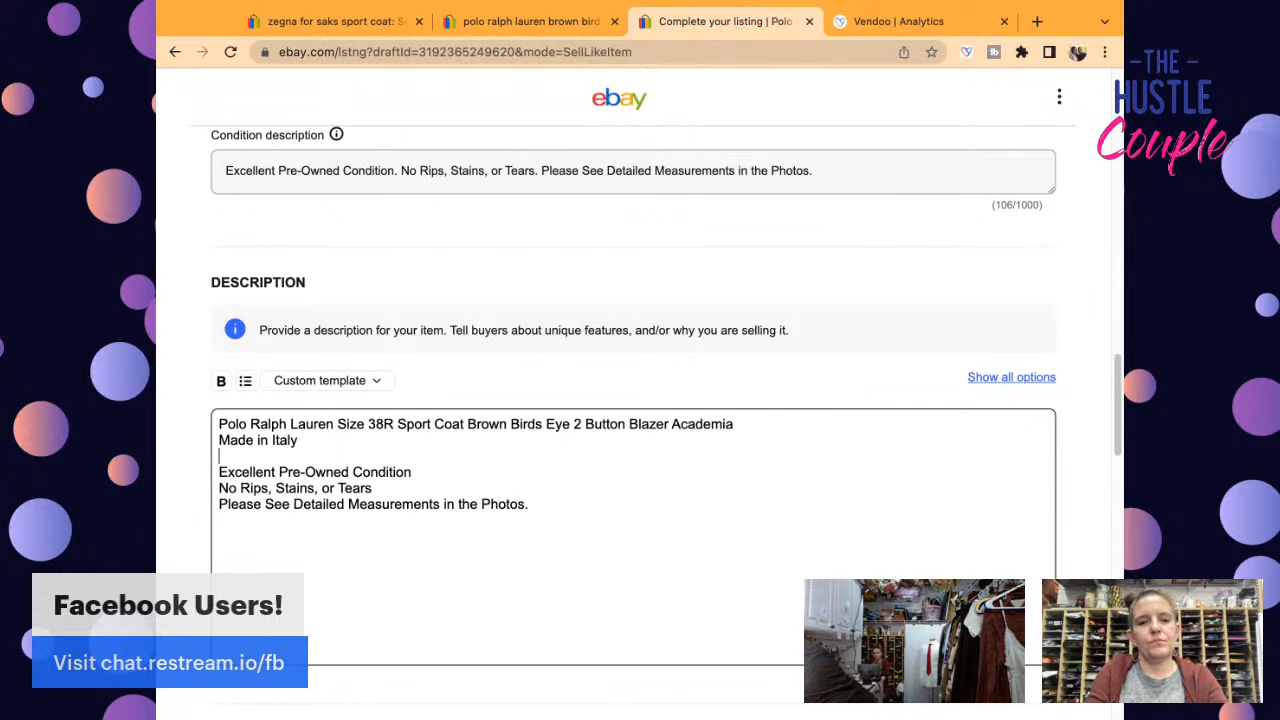 zegna for saks sport coat: Se
polo ralph lauren brown bird
Complete your listing | Polo
Vendoo | Analytics
ebay.com/lstng?draftId=3192365249620&mode=SellLikeItem
-THE-
HUSTLE
Couple
ebay
Condition description
Excellent Pre-Owned Condition. No Rips, Stains, or Tears. Please See Detailed Measurements in the Photos.
(106/1000)
DESCRIPTION
Provide a description for your item. Tell buyers about unique features, and/or why you are selling it.
B
Custom template
Show all options
Polo Ralph Lauren Size 38R Sport Coat Brown Birds Eye 2 Button Blazer Academia
Made in Italy
Excellent Pre-Owned Condition
No Rips, Stains, or Tears
Please See Detailed Measurements in the Photos.
Facebook Users!
Visit chat.restream.io/fb